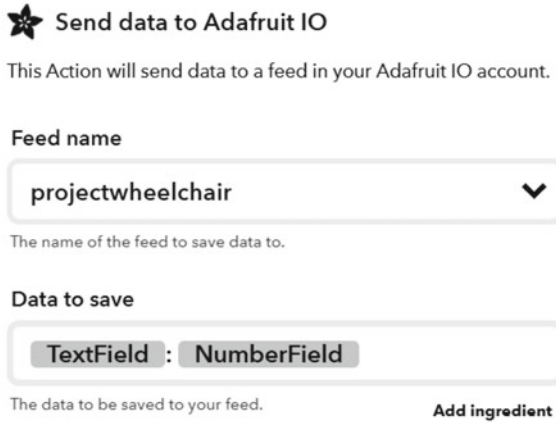 Send data to Adafruit IO
This Action will send data to a feed in your Adafruit IO account.
Feed name
projectwheelchair
The name of the feed to save data to.
Data to save
TextField : NumberField
The data to be saved to your feed.
Add ingredient